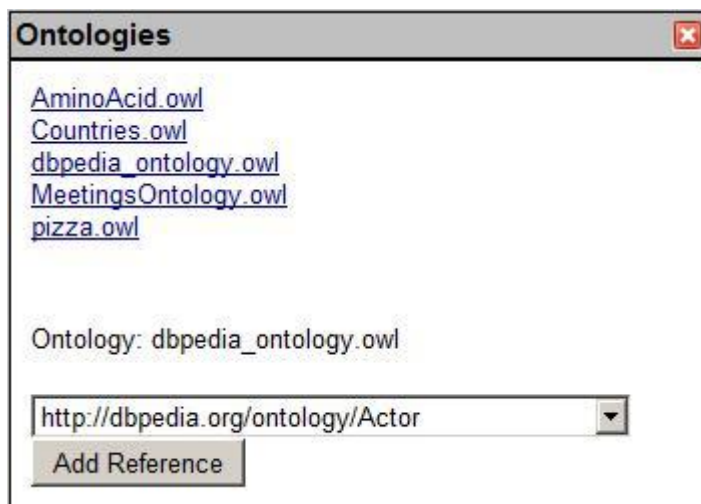 Ontologies
AminoAcid.owl
Countries.owl
dbpedia_ontology.owl
MeetingsOntology.owl
pizza.owl
Ontology: dbpedia_ontology.owl
http://dbpedia.org/ontology/Actor
Add Reference